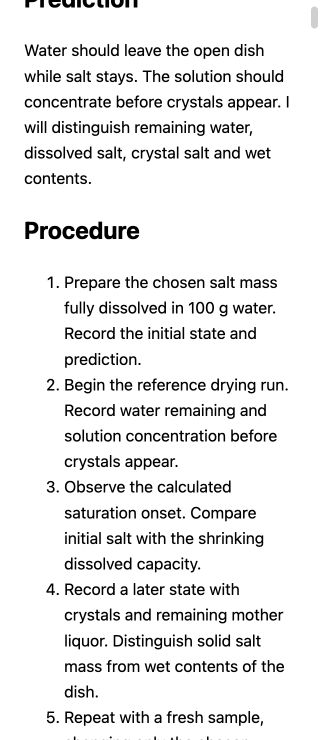 Prediction
Water should leave the open dish
while salt stays. The solution should
concentrate before crystals appear. I
will distinguish remaining water,
dissolved salt, crystal salt and wet
contents.
Procedure
1. Prepare the chosen salt mass
fully dissolved in 100 g water.
Record the initial state and
prediction.
2. Begin the reference drying run.
Record water remaining and
solution concentration before
crystals appear.
3. Observe the calculated
saturation onset. Compare
initial salt with the shrinking
dissolved capacity.
4. Record a later state with
crystals and remaining mother
liquor. Distinguish solid salt
mass from wet contents of the
dish.
5. Repeat with a fresh sample,